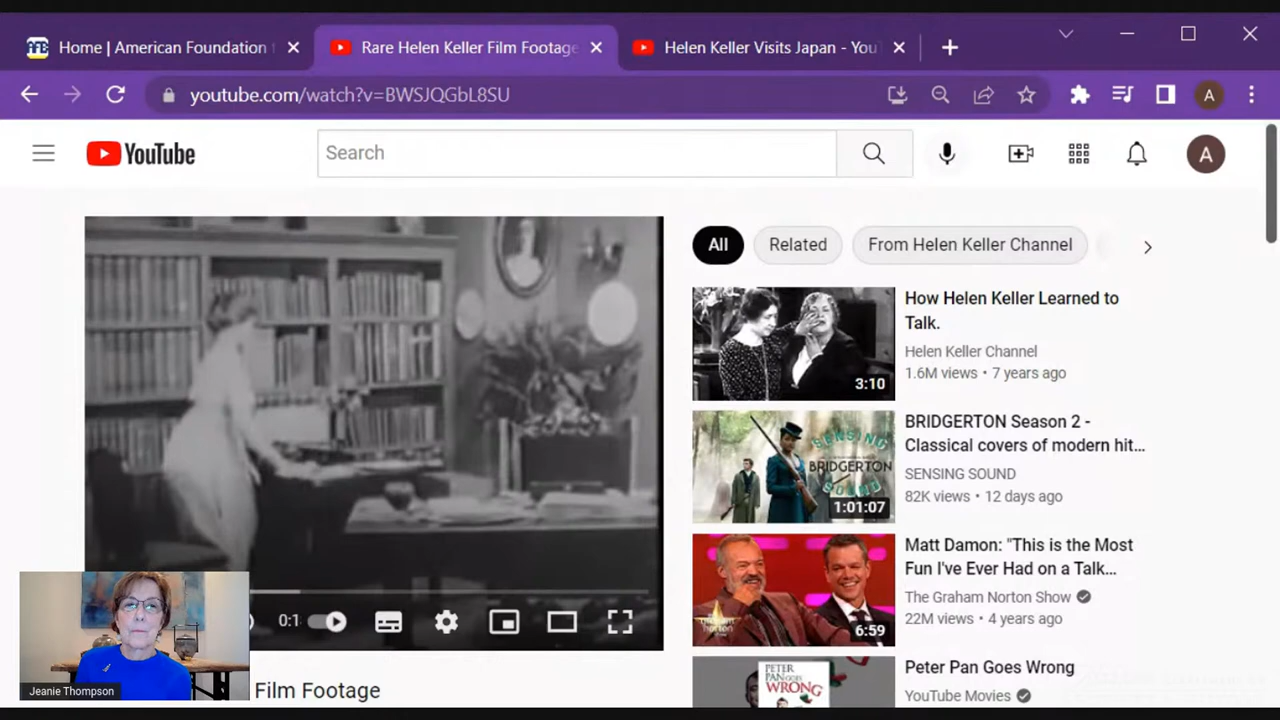 AFB Home | American Foundation
Rare Helen Keller Film Footage
Helen Keller Visits Japan - You
youtube.com/watch?v=BWSJQGbL8SU
A
YouTube
Search
A
All
Related
From Helen Keller Channel
How Helen Keller Learned to
Talk.
Helen Keller Channel
1.6M views • 7 years ago
3:10
BRIDGERTON Season 2 -
Classical covers of modern hit...
SENSING SOUND
82K views • 12 days ago
SENSING
BRIDGERTON
SOUND
1:01:07
Matt Damon: "This is the Most
Fun I've Ever Had on a Talk...
The Graham Norton Show
22M views • 4 years ago
6:59
Peter Pan Goes Wrong
YouTube Movies
PETER
PAN GOES
WRONG
0:1
Jeanie Thompson
Film Footage